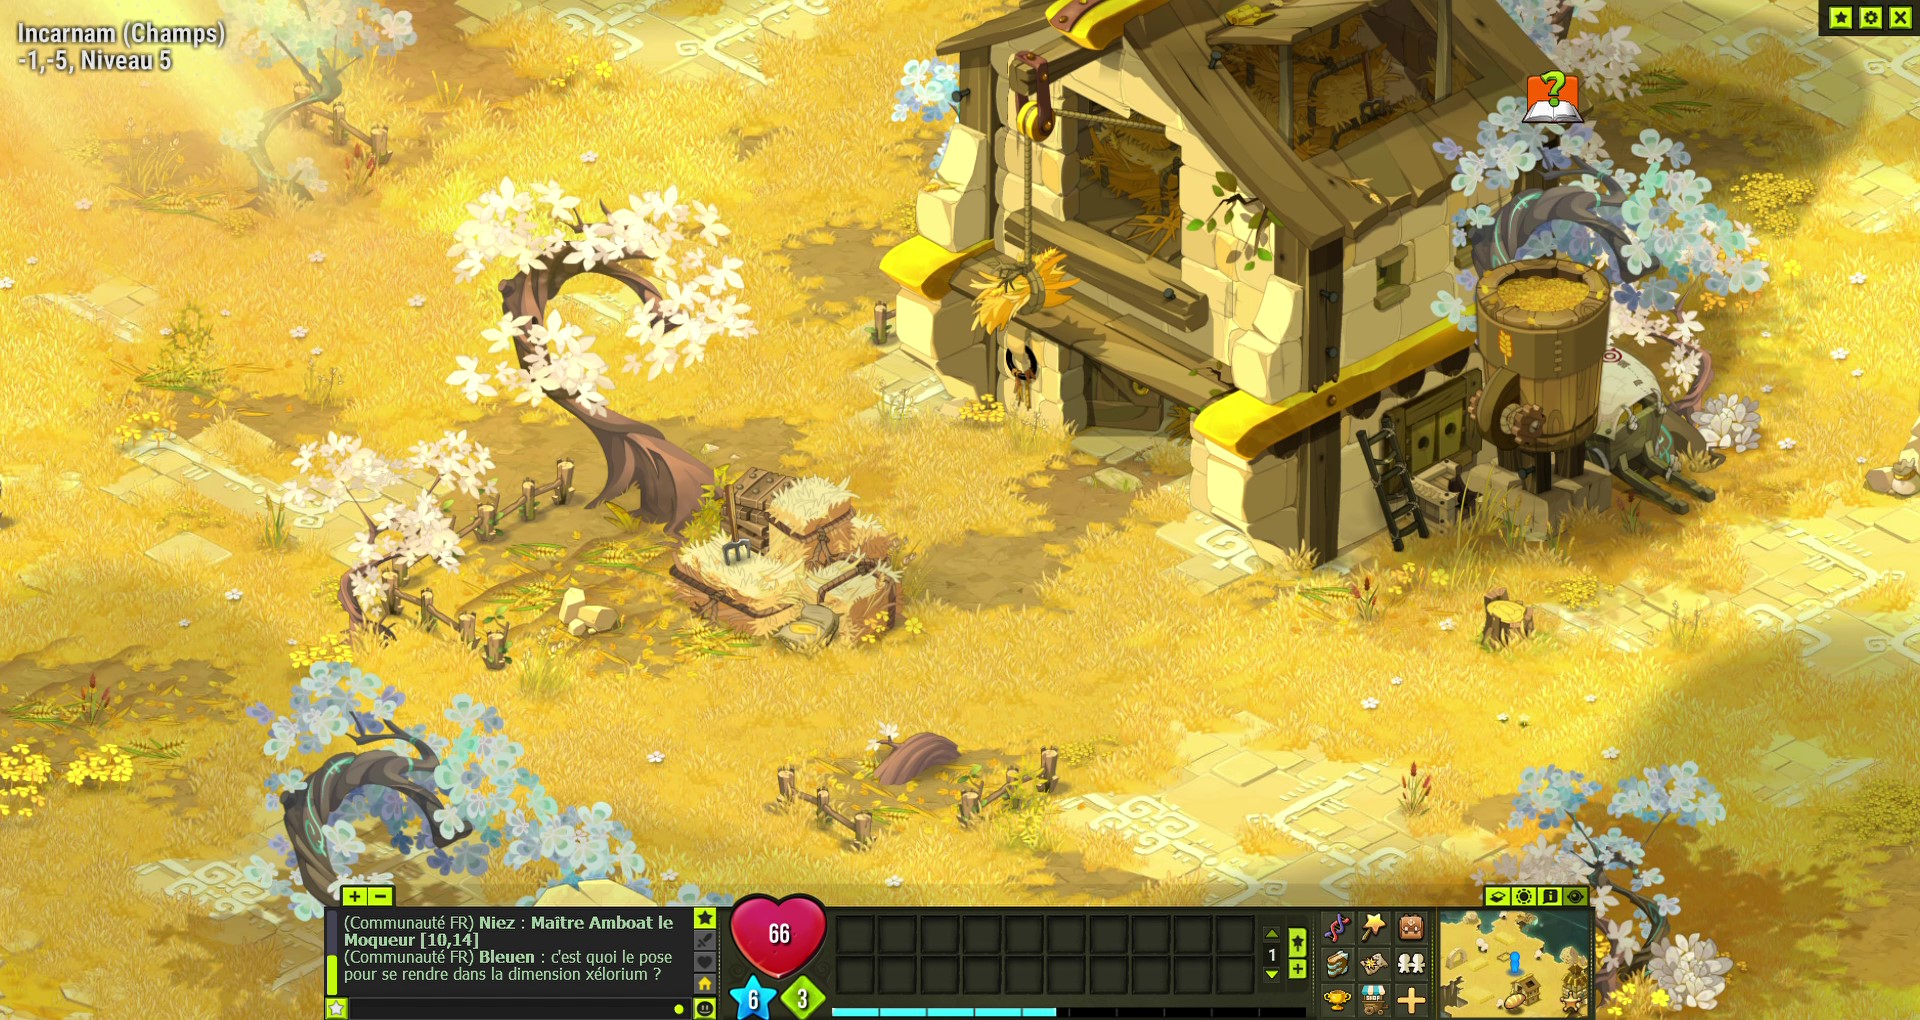 Incarnam (Champs)
-1,-5, Niveau 5
(Communauté FR) Niez : Maître Amboat le
Moqueur [10,14]
(Communauté FR) Bleuen : c'est quoi le pose
pour se rendre dans la dimension xélorium ?
66
6
3
1
SHOP